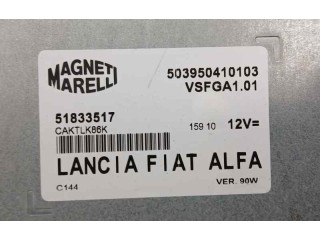 MAGNETI MARELLI
503950410103
VSFGA1.01
51833517
CAKTLK86K
159 10 12V=
LANCIA FIAT ALFA
C144 VER. 90W